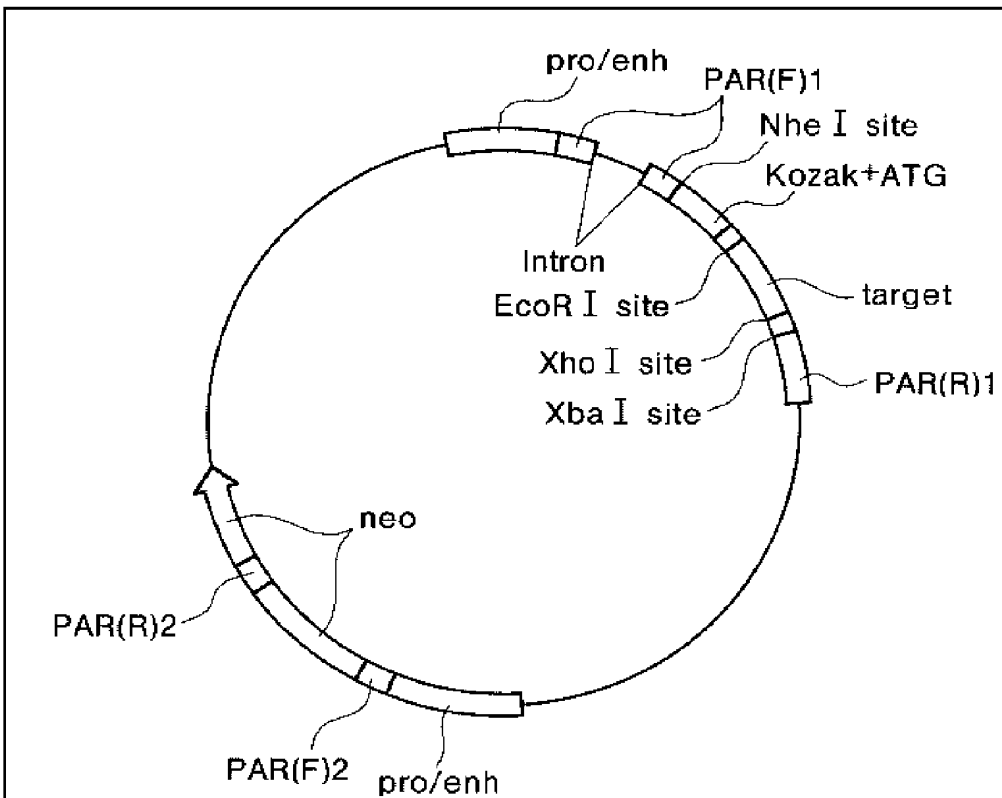 pro/enh
PAR(F)1
Nhe I site
Kozak+ATG
Intron
EcoR I site
target
Xho I site
PAR(R)1
Xba I site
neo
PAR(R)2
PAR(F)2
pro/enh